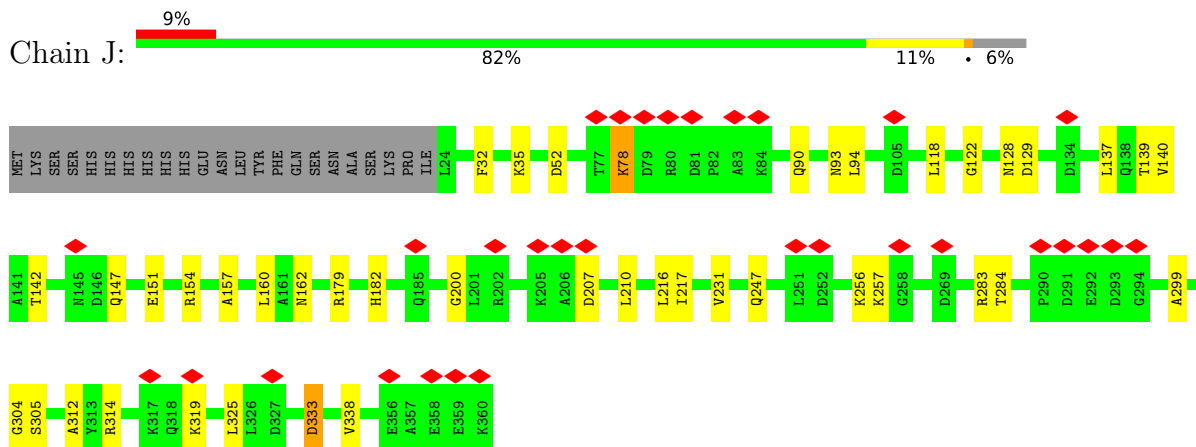 9%
Chain J:
82% 11% • 6%
MET LYS SER SER HIS HIS HIS HIS HIS HIS GLU ASN LEU TYR PHE GLN SER ASN ALA SER LYS PRO ILE L24 F32 K35 D52 T77 K78 D79 R80 D81 P82 A83 K84 Q90 N93 L94 D105 L118 G122 N128 D129 D134 L137 Q138 T139 V140
A141 T142 N145 D146 Q147 E151 R154 A157 L160 A161 N162 R179 H182 Q185 G200 L201 R202 K205 A206 D207 L210 L216 I217 V231 Q247 L251 D252 K256 K257 G258 D269 R283 T284 P290 D291 E292 D293 G294 A299
G304 S305 A312 Y313 R314 K317 Q318 K319 L325 L326 D327 D333 V338 E356 A357 E358 E359 K360